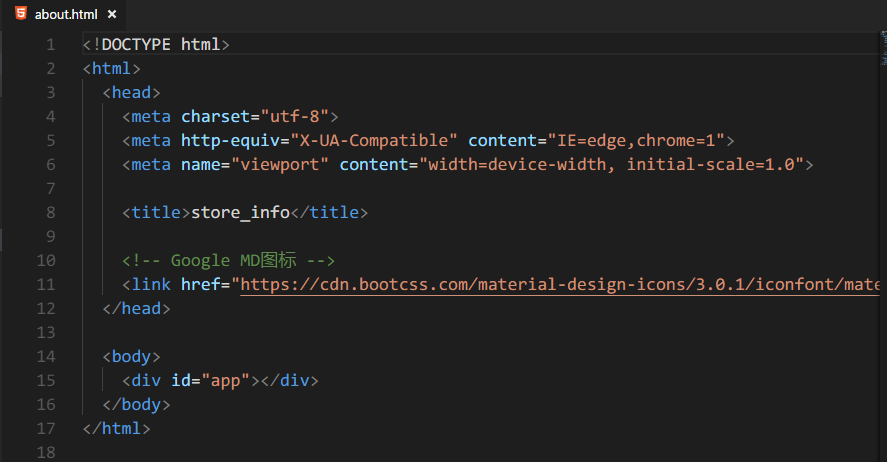 about.html ×
1 <!DOCTYPE html>
2 <html>
3 <head>
4 <meta charset="utf-8">
5 <meta http-equiv="X-UA-Compatible" content="IE=edge,chrome=1">
6 <meta name="viewport" content="width=device-width, initial-scale=1.0">
7
8 <title>store_info</title>
9
10 <!-- Google MD图标 -->
11 <link href="https://cdn.bootcss.com/material-design-icons/3.0.1/iconfont/mate
12 </head>
13
14 <body>
15 <div id="app"></div>
16 </body>
17 </html>
18